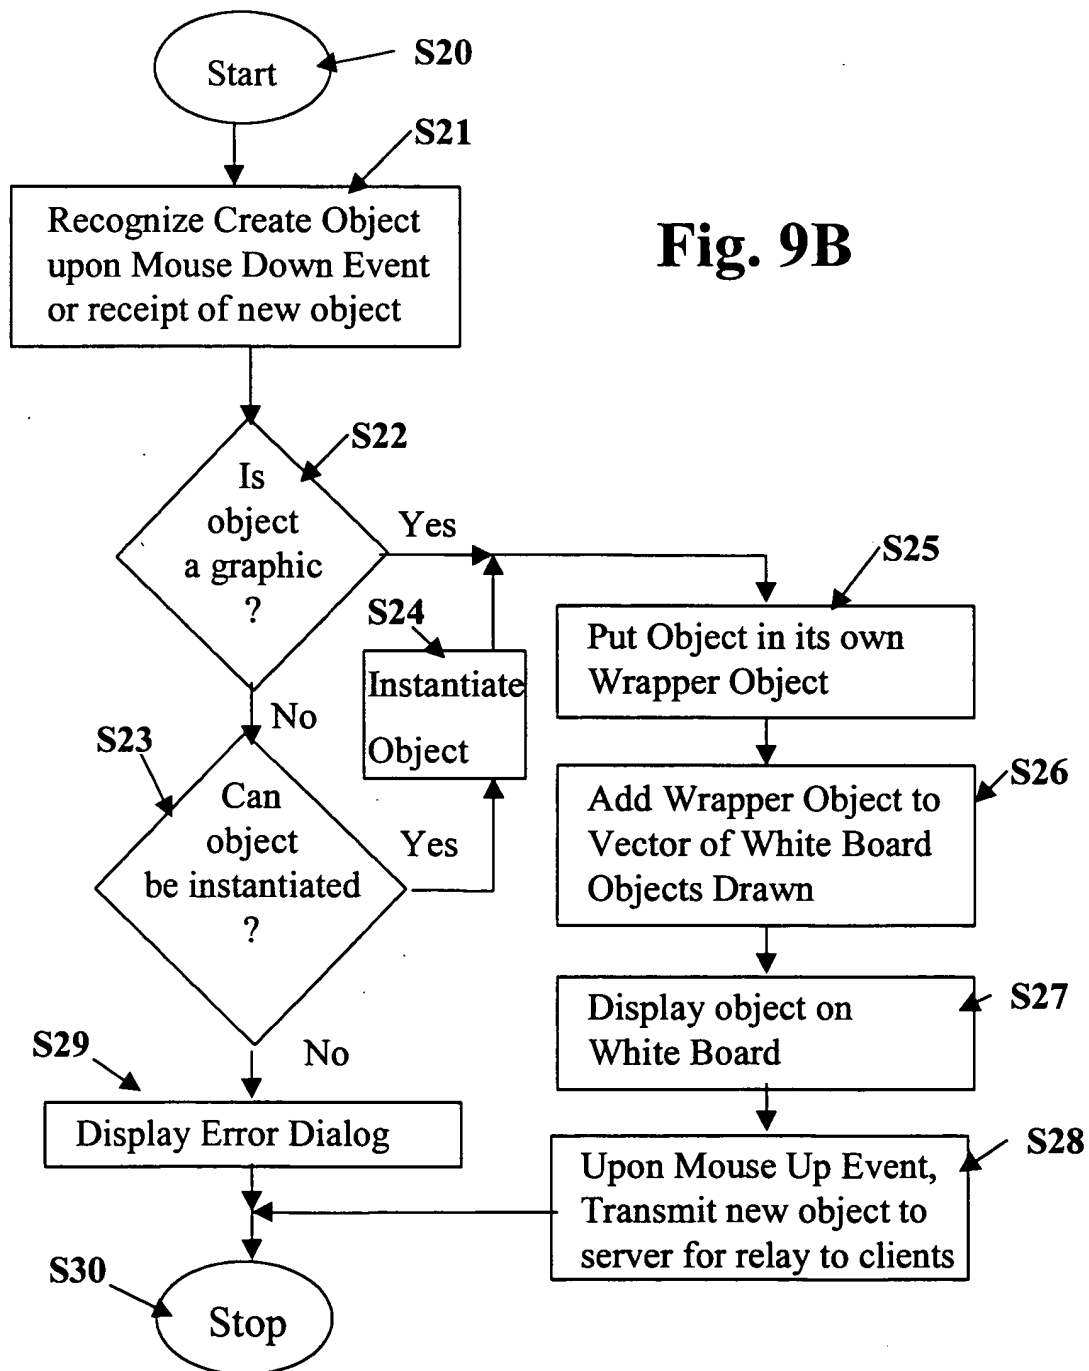 S20
Start
S21
Recognize Create Object
upon Mouse Down Event
or receipt of new object
Fig. 9B
S22
Is
object
a graphic
?
Yes
No
S23
Can
object
be instantiated
?
Yes
S24
Instantiate
Object
S25
Put Object in its own
Wrapper Object
S26
Add Wrapper Object to
Vector of White Board
Objects Drawn
S27
Display object on
White Board
No
S29
Display Error Dialog
S28
Upon Mouse Up Event,
Transmit new object to
server for relay to clients
S30
Stop